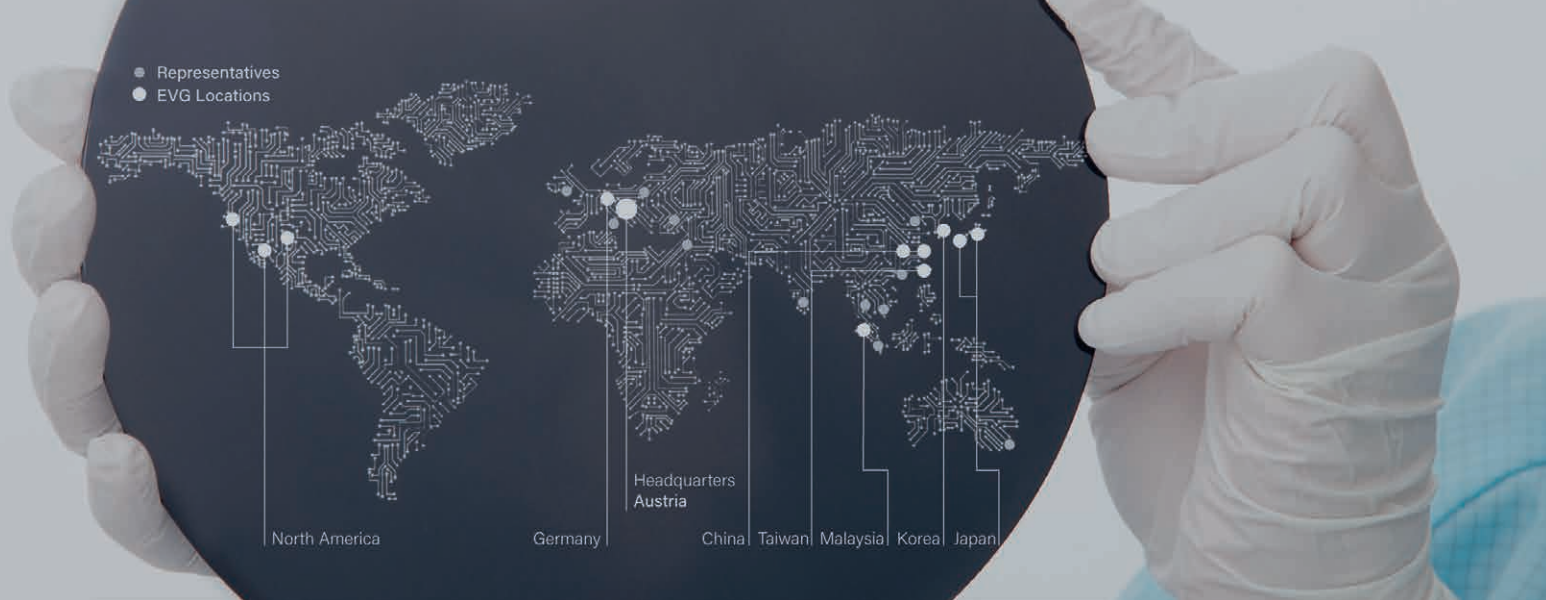 Representatives
EVG Locations
Headquarters
Austria
North America
Germany
China
Taiwan
Malaysia
Korea
Japan